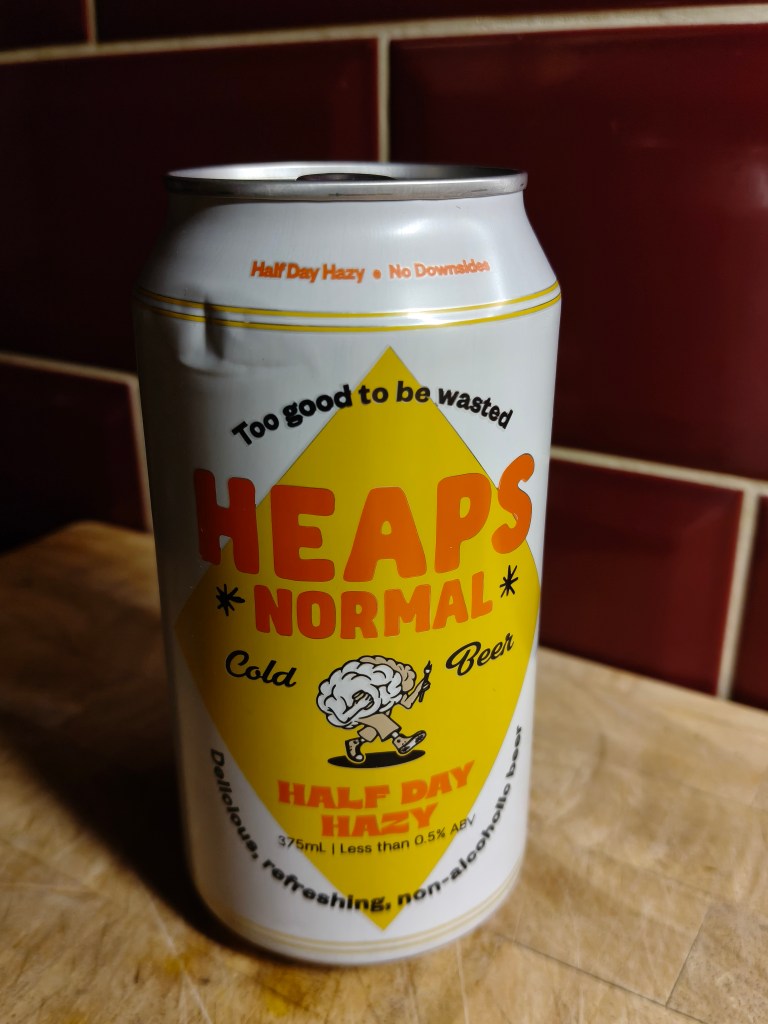 Half Day Hazy • No Downsides
Too good to be wasted
HEAPS
* NORMAL *
Cold Beer
HALF DAY
HAZY
375mL | Less than 0.5% ABV
Delicious, refreshing, non-alcoholic beer